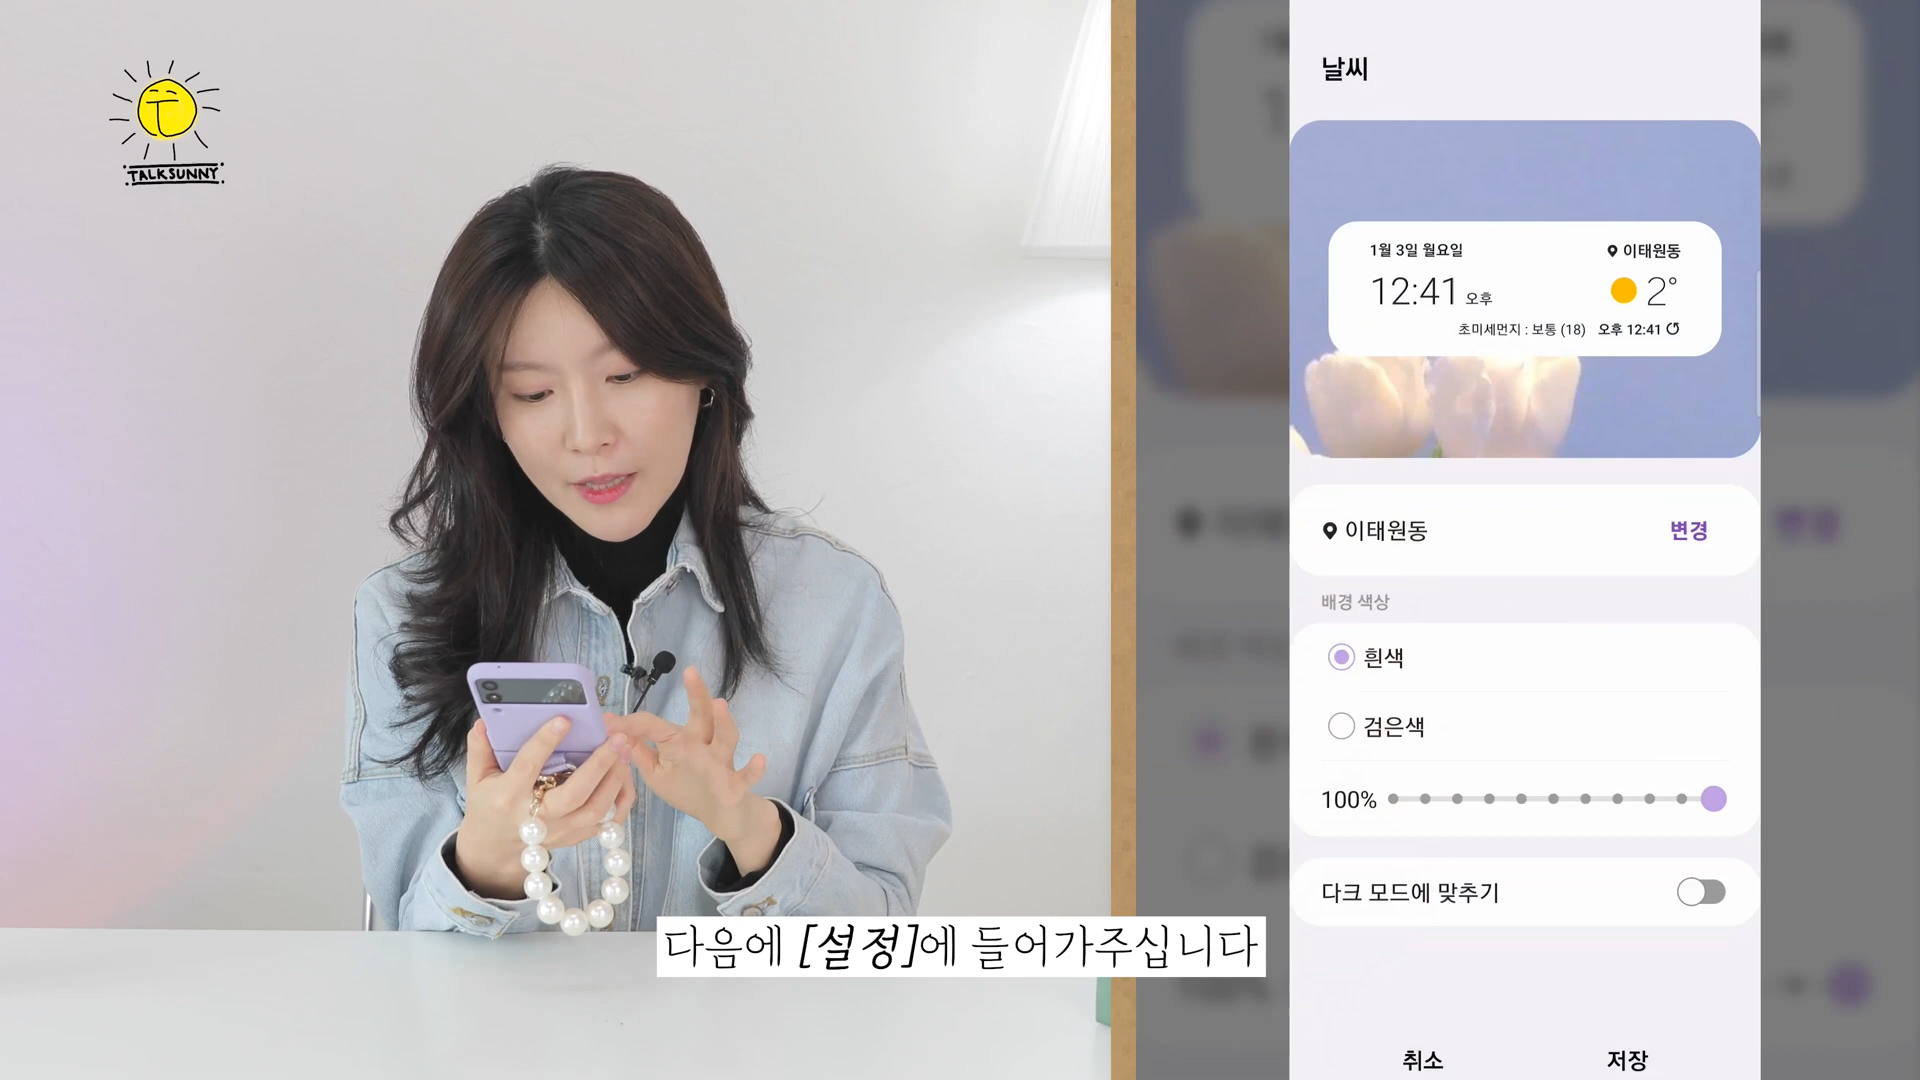 T
TALKSUNNY
날씨
1월 3일 월요일
이태원동
12:41 오후
2°
초미세먼지 : 보통 (18) 오후 12:41
이태원동
변경
배경 색상
흰색
검은색
100%
다크 모드에 맞추기
다음에 [설정]에 들어가주십니다
취소
저장